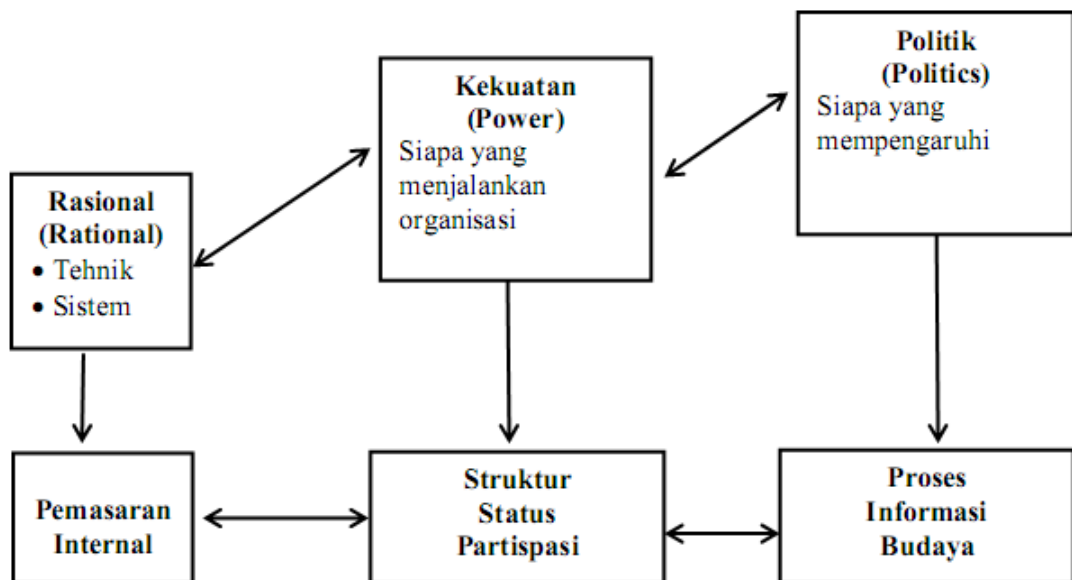 Politik
(Politics)
Siapa yang
mempengaruhi
Kekuatan
(Power)
Siapa yang
menjalankan
organisasi
Rasional
(Rational)
• Tehnik
• Sistem
Pemasaran
Internal
Struktur
Status
Partispasi
Proses
Informasi
Budaya